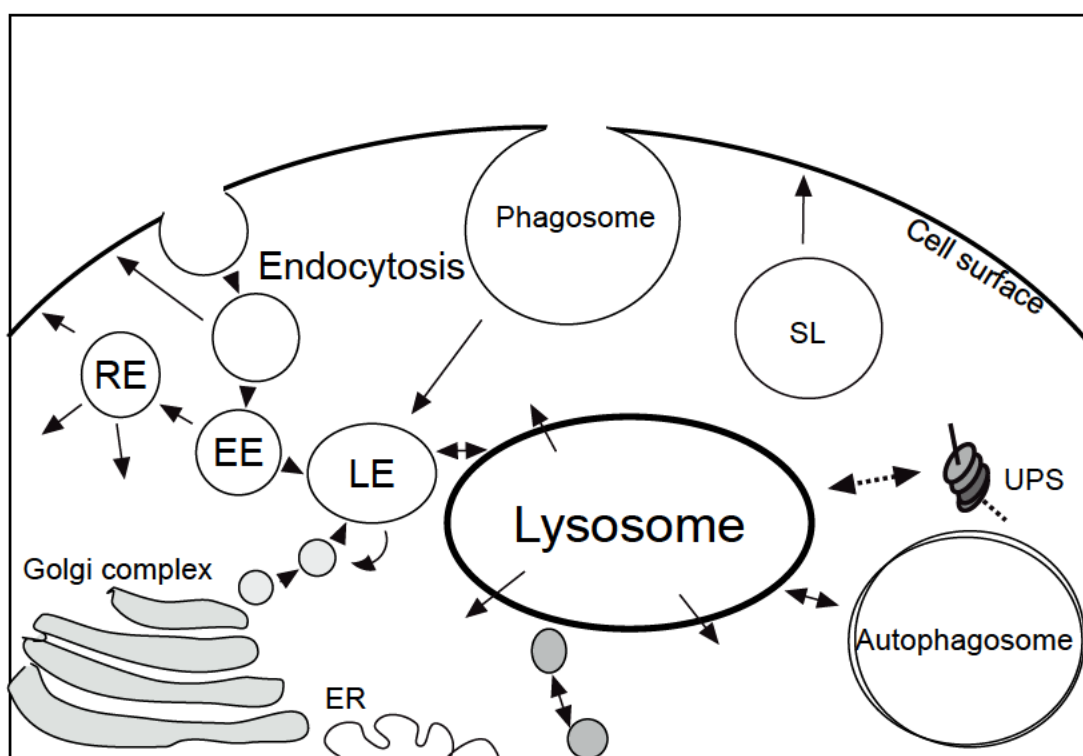 Phagosome
Cell surface
Endocytosis
SL
RE
EE
LE
UPS
Lysosome
Golgi complex
Autophagosome
ER